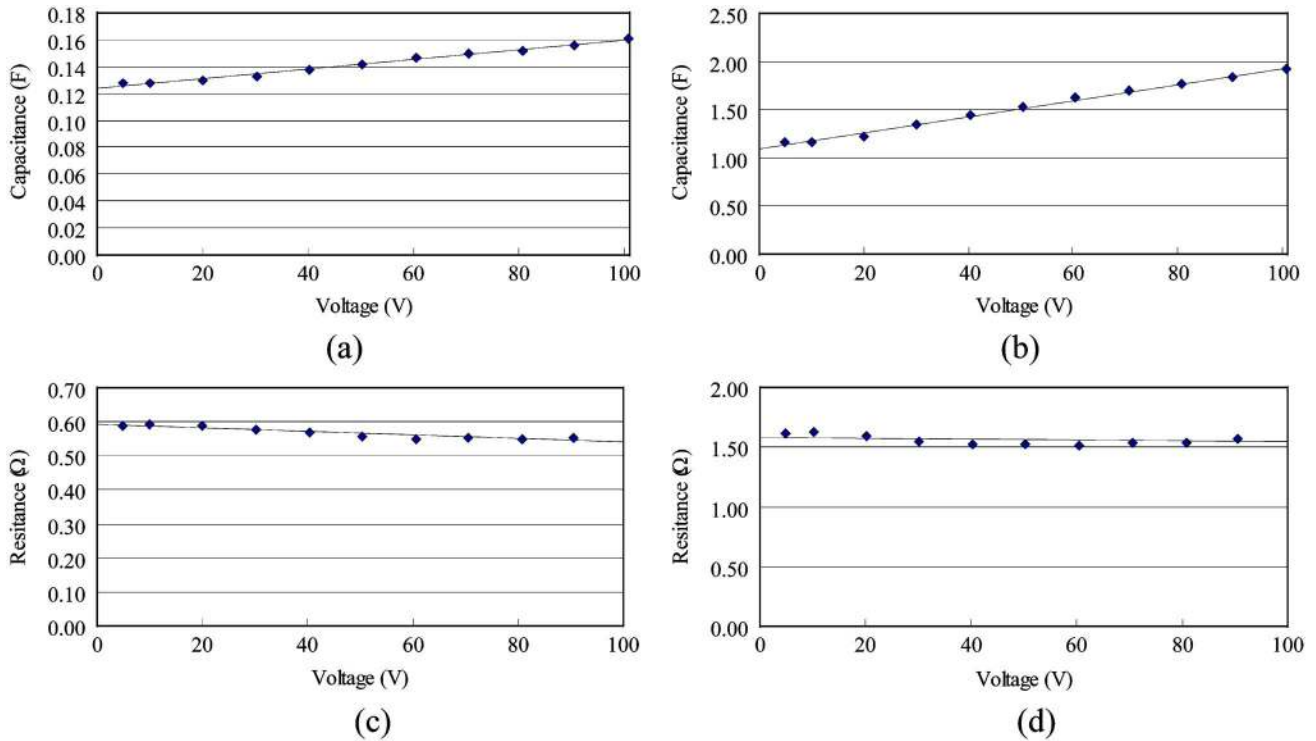 0.18
0.16
0.14
0.12
0.10
0.08
0.06
0.04
0.02
0.00
Capacitance (F)
0 20 40 60 80 100
Voltage (V)
(a)
2.50
2.00
1.50
1.00
0.50
0.00
Capacitance (F)
0 20 40 60 80 100
Voltage (V)
(b)
0.70
0.60
0.50
0.40
0.30
0.20
0.10
0.00
Resitance (Ω)
0 20 40 60 80 100
Voltage (V)
(c)
2.00
1.50
1.00
0.50
0.00
Resitance (Ω)
0 20 40 60 80 100
Voltage (V)
(d)